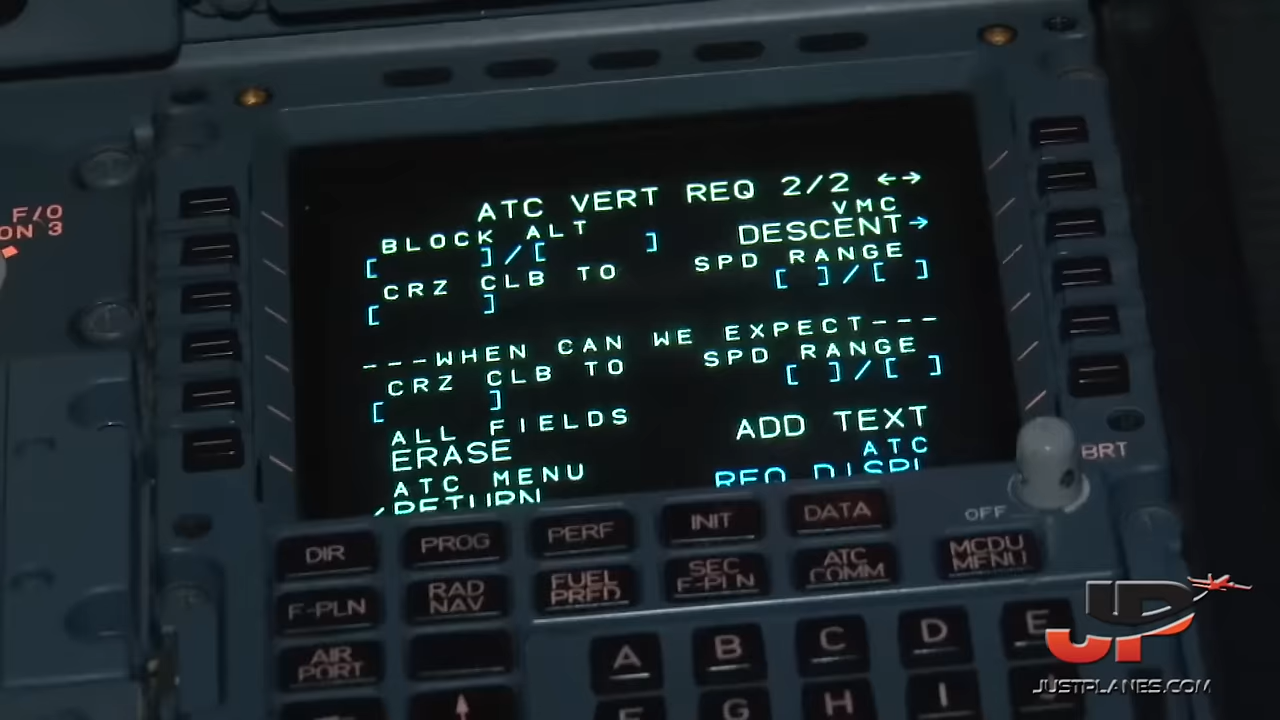 F/O
ON 3
ATC VERT REQ 2/2 ←→
BLOCK ALT VMC
[ ]/[ ] DESCENT→
CRZ CLB TO SPD RANGE
[ ] [ ]/[ ]
---WHEN CAN WE EXPECT---
CRZ CLB TO SPD RANGE
[ ] [ ]/[ ]
ALL FIELDS
ERASE ADD TEXT
ATC MENU ATC
RETURN REQ DISPL
BRT
OFF
DIR PROG PERF INIT DATA
F-PLN RAD NAV FUEL PRED SEC F-PLN ATC COMM MCDU MENU
AIR PORT
A B C D E
F G H I
JP
JUSTPLANES.COM